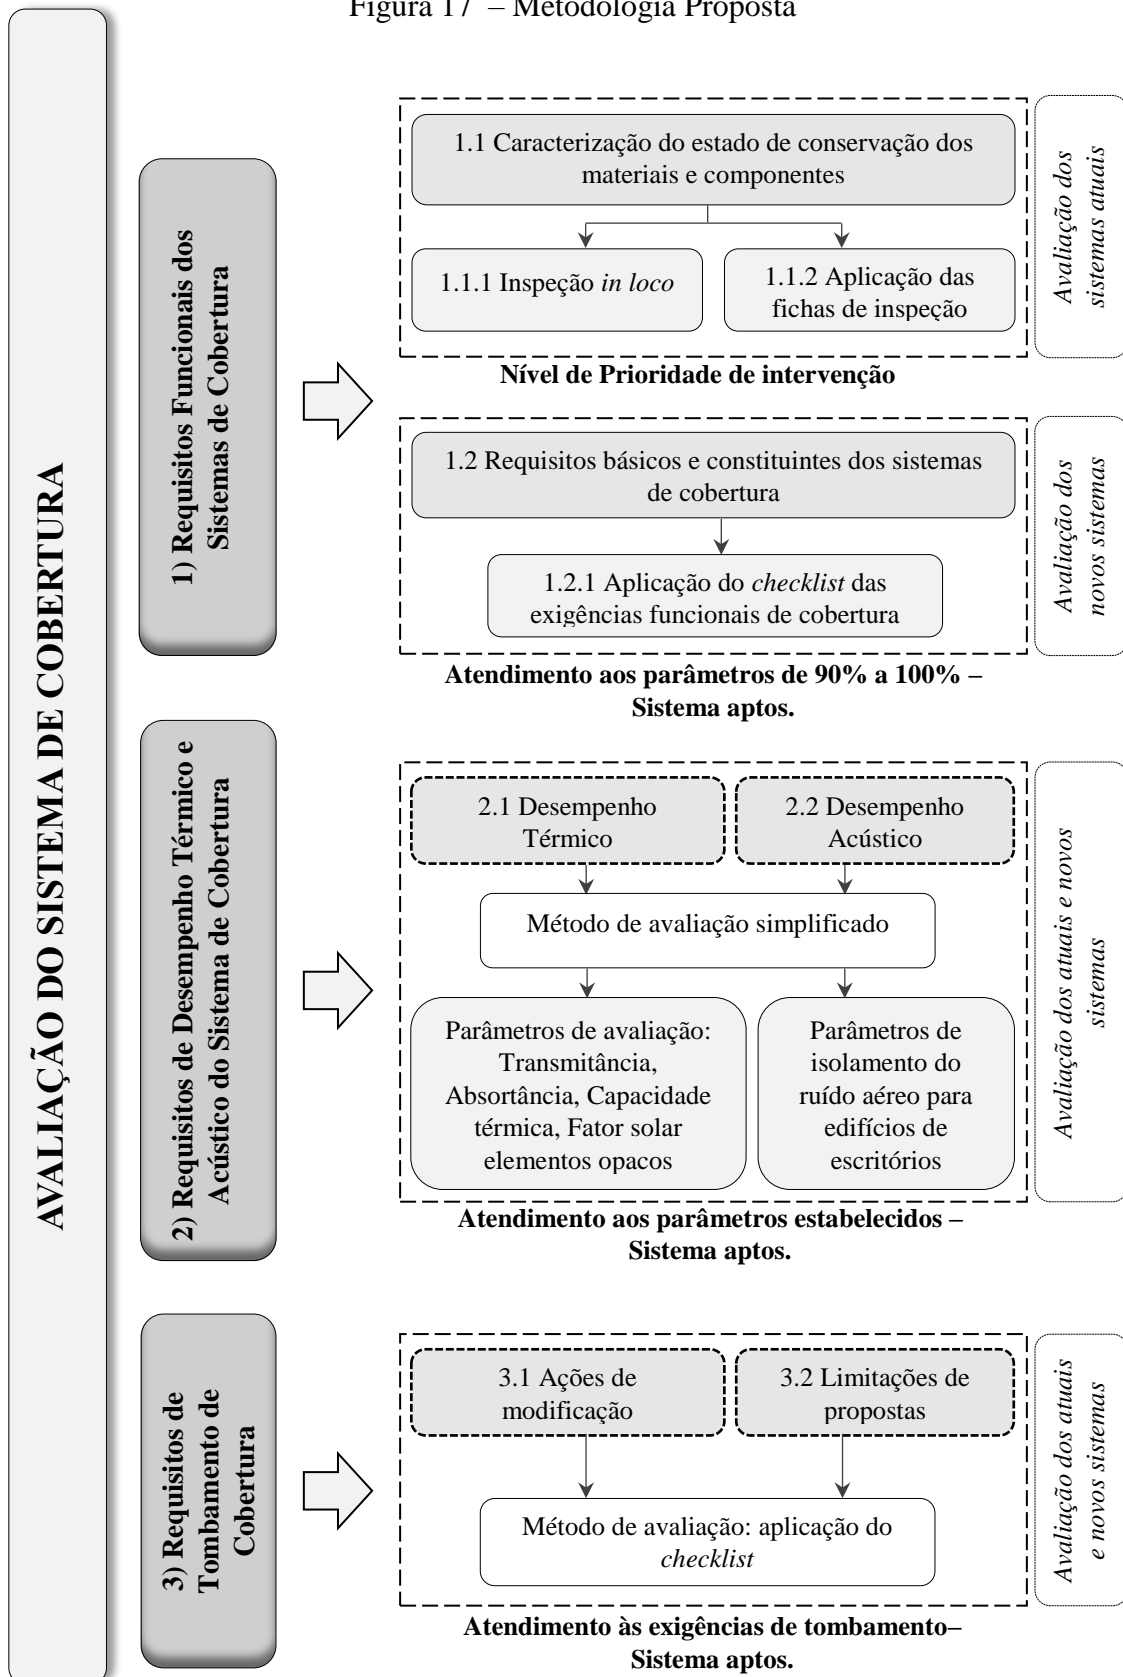 Figura 17 – Metodologia Proposta
AVALIAÇÃO DO SISTEMA DE COBERTURA
1) Requisitos Funcionais dos
Sistemas de Cobertura
1.1 Caracterização do estado de conservação dos
materiais e componentes
1.1.1 Inspeção in loco
1.1.2 Aplicação das
fichas de inspeção
Nível de Prioridade de intervenção
Avaliação dos
sistemas atuais
1.2 Requisitos básicos e constituintes dos sistemas
de cobertura
1.2.1 Aplicação do checklist das
exigências funcionais de cobertura
Atendimento aos parâmetros de 90% a 100% –
Sistema aptos.
Avaliação dos
novos sistemas
2) Requisitos de Desempenho Térmico e
Acústico do Sistema de Cobertura
2.1 Desempenho
Térmico
2.2 Desempenho
Acústico
Método de avaliação simplificado
Parâmetros de avaliação:
Transmitância,
Absortância, Capacidade
térmica, Fator solar
elementos opacos
Parâmetros de
isolamento do
ruído aéreo para
edifícios de
escritórios
Atendimento aos parâmetros estabelecidos –
Sistema aptos.
Avaliação dos atuais e novos
sistemas
3) Requisitos de
Tombamento de
Cobertura
3.1 Ações de
modificação
3.2 Limitações de
propostas
Método de avaliação: aplicação do
checklist
Atendimento às exigências de tombamento–
Sistema aptos.
Avaliação dos atuais
e novos sistemas